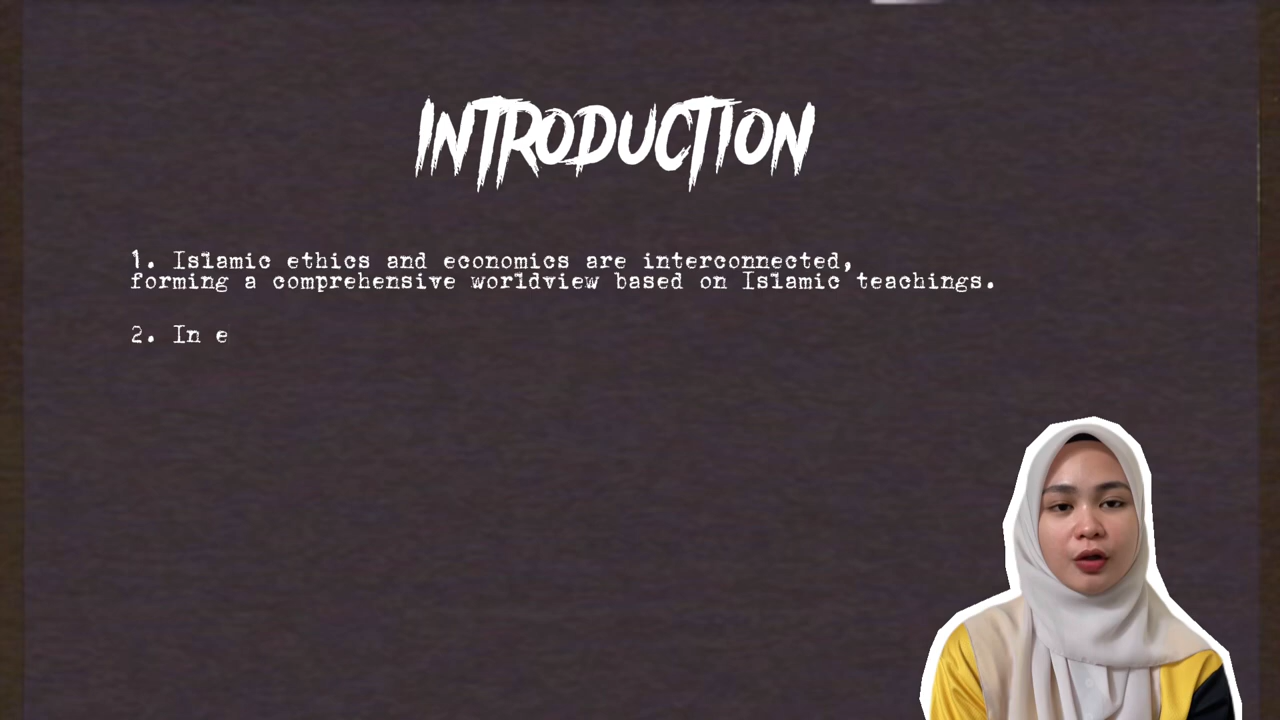 INTRODUCTION
1. Islamic ethics and economics are interconnected,
forming a comprehensive worldview based on Islamic teachings.
2. In e